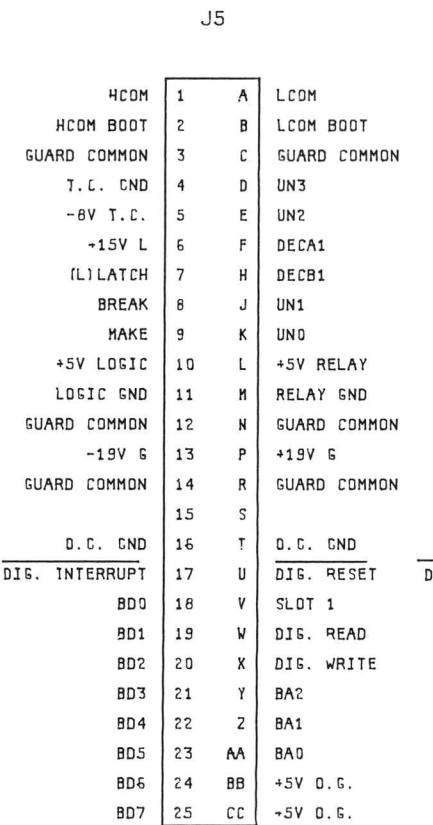 J5
HCOM 1 A LCOM
HCOM BOOT 2 B LCOM BOOT
GUARD COMMON 3 C GUARD COMMON
T.C. GND 4 D UN3
-8V T.C. 5 E UN2
+15V L 6 F DECA1
(L)LATCH 7 H DECB1
BREAK 8 J UN1
MAKE 9 K UN0
+5V LOGIC 10 L +5V RELAY
LOGIC GND 11 M RELAY GND
GUARD COMMON 12 N GUARD COMMON
-19V G 13 P +19V G
GUARD COMMON 14 R GUARD COMMON
15 S
O.G. GND 16 T O.G. GND
DIG. INTERRUPT 17 U DIG. RESET D
BD0 18 V SLOT 1
BD1 19 W DIG. READ
BD2 20 X DIG. WRITE
BD3 21 Y BA2
BD4 22 Z BA1
BD5 23 AA BA0
BD6 24 BB +5V O.G.
BD7 25 CC +5V O.G.